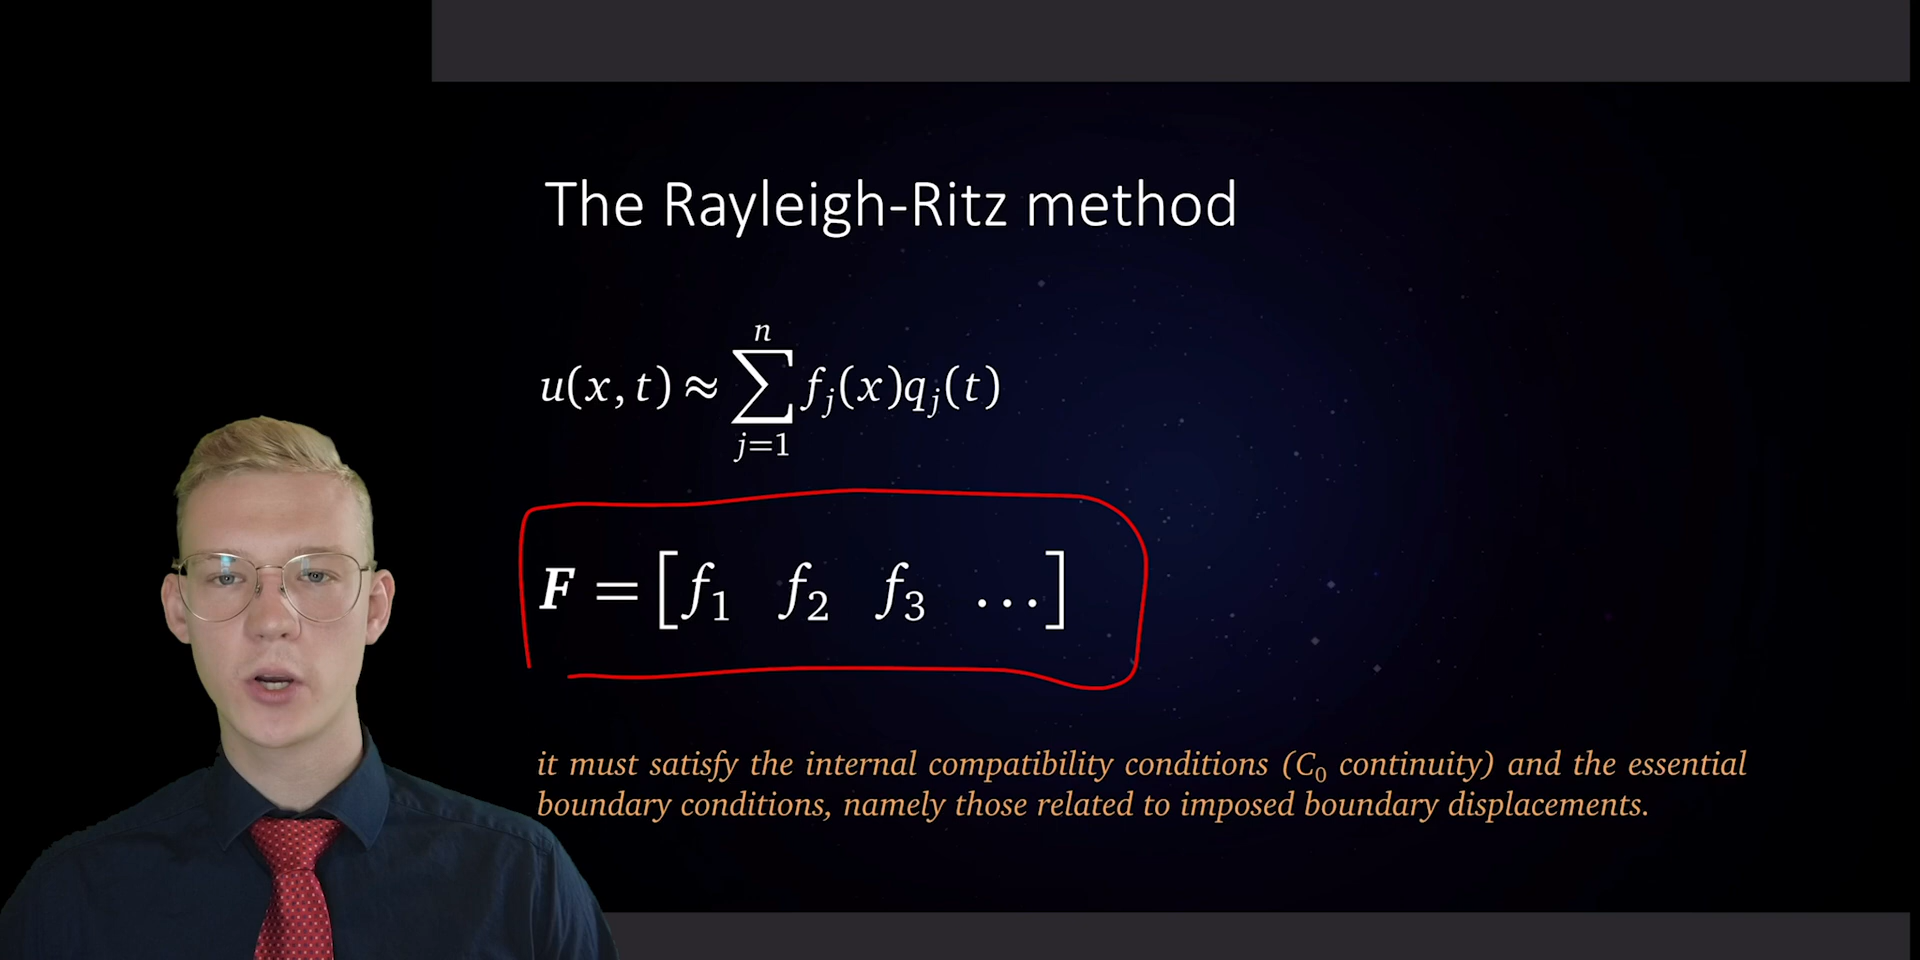 The Rayleigh-Ritz method
n
u(x, t) ≈ ∑ f_j(x)q_j(t)
j=1
F = [f_1 f_2 f_3 …]
it must satisfy the internal compatibility conditions (C_0 continuity) and the essential
boundary conditions, namely those related to imposed boundary displacements.